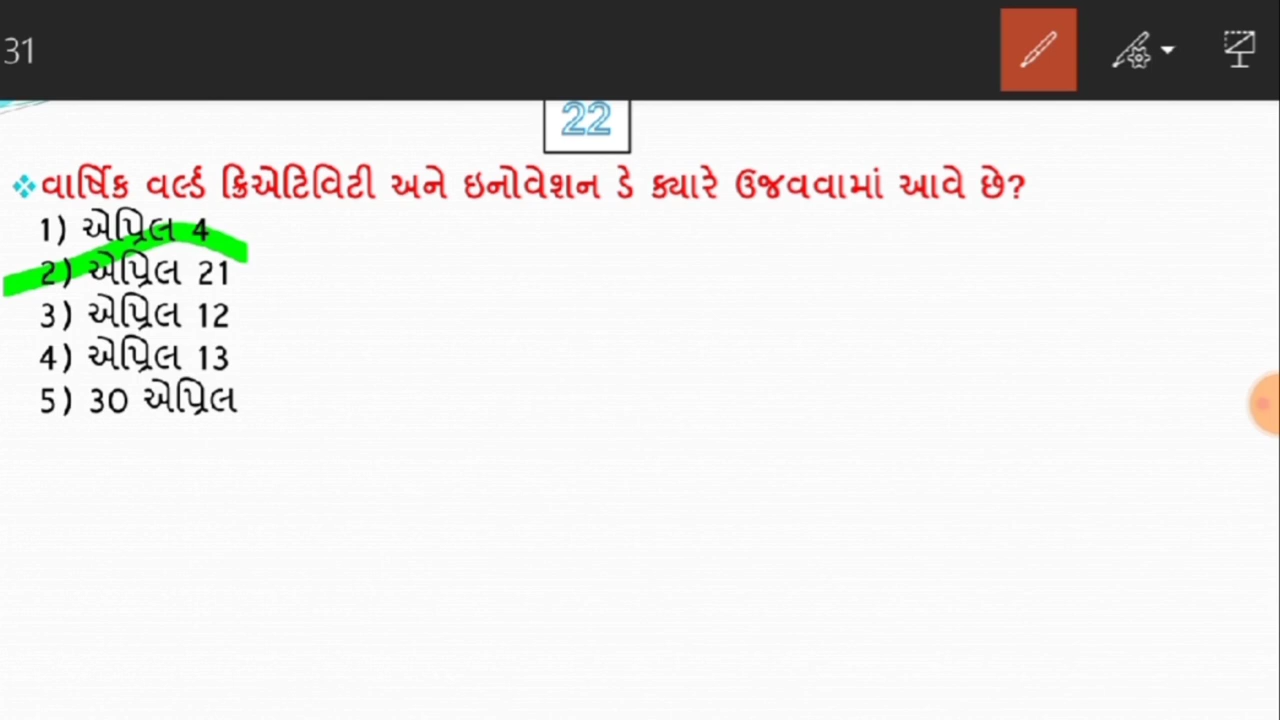 31
22
વાર્ષિક વર્લ્ડ ક્રિએટિવિટી અને ઇનોવેશન ડે ક્યારે ઉજવવામાં આવે છે?
1) એપ્રિલ 4
2) એપ્રિલ 21
3) એપ્રિલ 12
4) એપ્રિલ 13
5) 30 એપ્રિલ